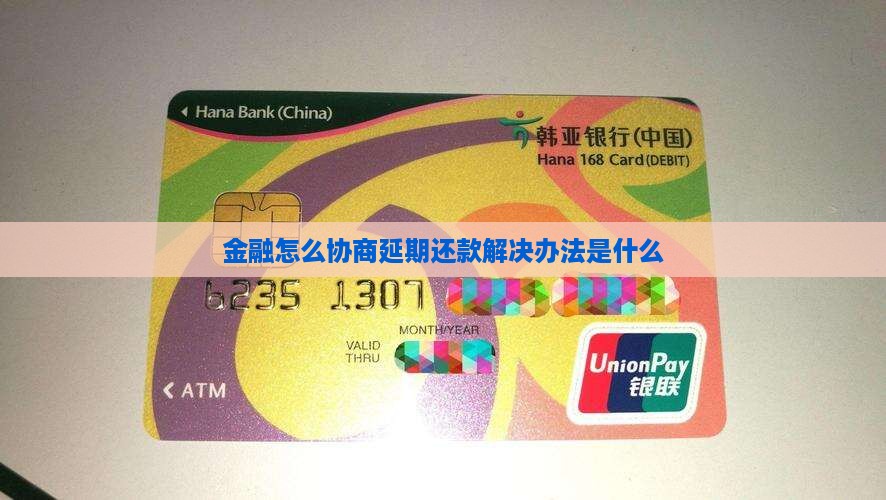 Hana Bank (China)
韩亚银行(中国)
Hana 168 Card(DEBIT)
金融怎么协商延期还款解决办法是什么
6235 1307
MONTH/YEAR
VALID
THRU
ATM
UnionPay
银联